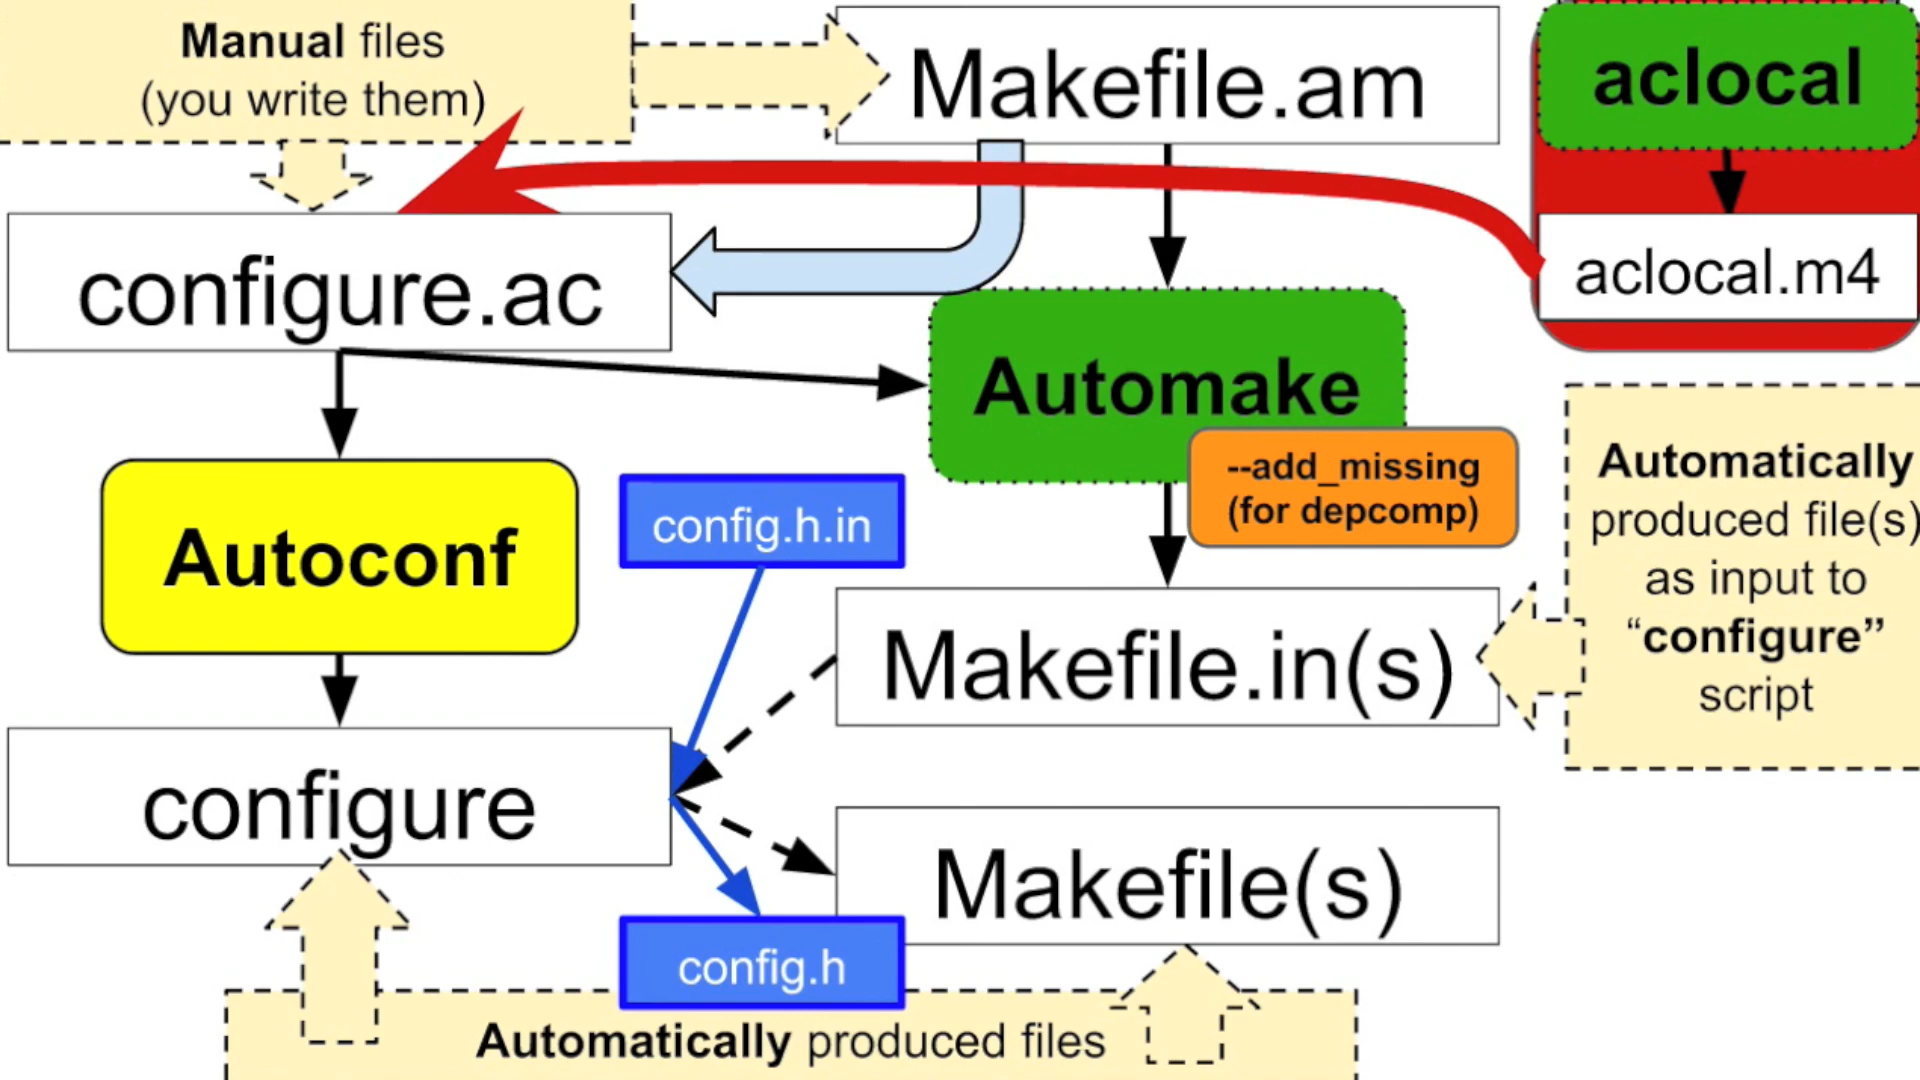 Manual files
(you write them)
Makefile.am
aclocal
configure.ac
aclocal.m4
Automake
--add_missing
(for depcomp)
Autoconf
config.h.in
Automatically
produced file(s)
as input to
“configure”
script
Makefile.in(s)
configure
Makefile(s)
config.h
Automatically produced files